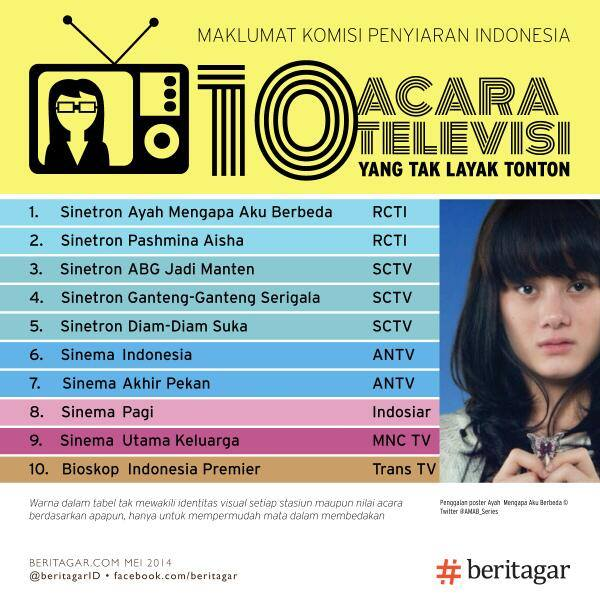 MAKLUMAT KOMISI PENYIARAN INDONESIA
10 ACARA
TELEVISI
YANG TAK LAYAK TONTON
1. Sinetron Ayah Mengapa Aku Berbeda RCTI
2. Sinetron Pashmina Aisha RCTI
3. Sinetron ABG Jadi Manten SCTV
4. Sinetron Ganteng-Ganteng Serigala SCTV
5. Sinetron Diam-Diam Suka SCTV
6. Sinema Indonesia ANTV
7. Sinema Akhir Pekan ANTV
8. Sinema Pagi Indosiar
9. Sinema Utama Keluarga MNC TV
10. Bioskop Indonesia Premier Trans TV
Warna dalam tabel tak mewakili identitas visual setiap stasiun maupun nilai acara
berdasarkan apapun, hanya untuk mempermudah mata dalam membedakan
Penggalan poster Ayah Mengapa Aku Berbeda ©
Twitter @AMAB_Series
BERITAGAR.COM MEI 2014
@beritagarID • facebook.com/beritagar
# beritagar